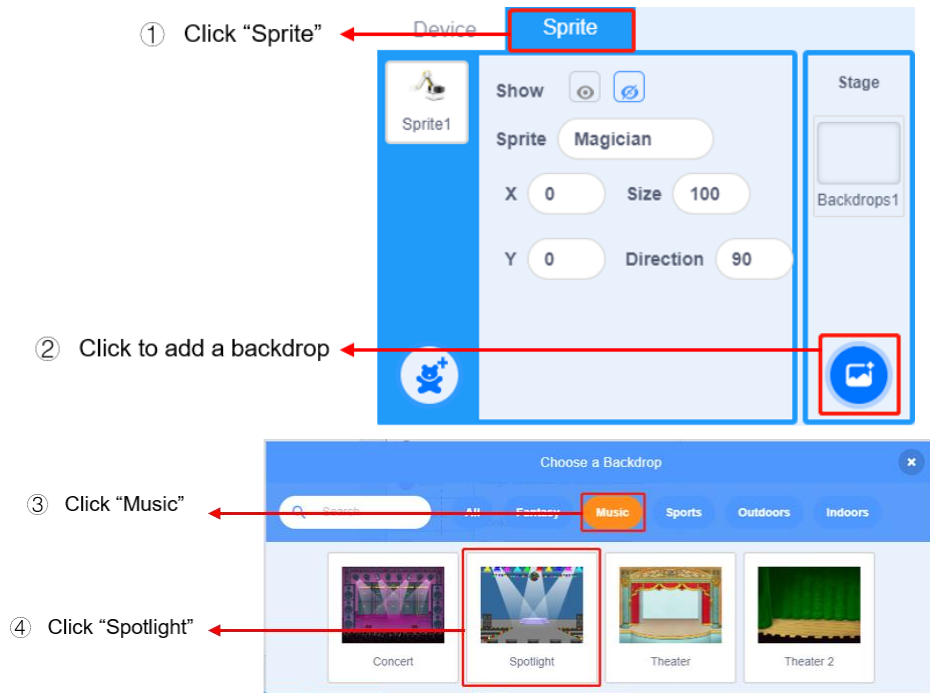 ① Click “Sprite”
Device
Sprite
Show
Stage
Sprite1
Sprite Magician
X 0 Size 100
Backdrops1
Y 0 Direction 90
② Click to add a backdrop
Choose a Backdrop
③ Click “Music”
Search
All
Fantasy
Music
Sports
Outdoors
Indoors
④ Click “Spotlight”
Concert
Spotlight
Theater
Theater 2